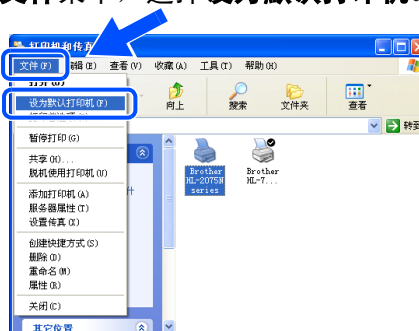 文件菜单，选择设为默认打印机
打印机和传真
文件(F) 编辑(E) 查看(V) 收藏(A) 工具(T) 帮助(H)
打开(O)
向上 搜索 文件夹 查看
设为默认打印机(F)
打印首选项
转到
暂停打印(G)
共享(H)...
脱机使用打印机(U)
Brother HL-2075N series
Brother HL-7...
添加打印机(A)
服务器属性(T)
设置传真(X)
创建快捷方式(S)
删除(D)
重命名(M)
属性(R)
关闭(C)
其它位置